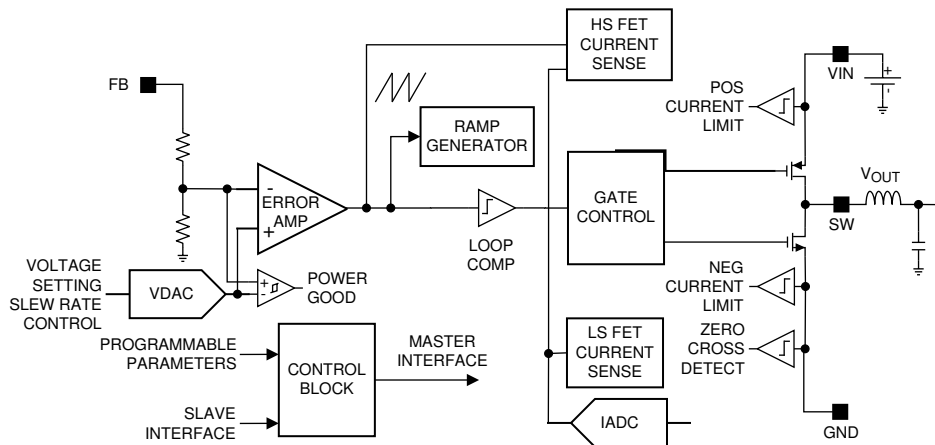 HS FET
CURRENT
SENSE
VIN
+
-
FB
POS
CURRENT
LIMIT
RAMP
GENERATOR
VOUT
-
ERROR
AMP
+
GATE
CONTROL
SW
LOOP
COMP
VOLTAGE
SETTING
SLEW RATE
CONTROL
VDAC
+
-
POWER
GOOD
NEG
CURRENT
LIMIT
PROGRAMMABLE
PARAMETERS
CONTROL
BLOCK
MASTER
INTERFACE
LS FET
CURRENT
SENSE
ZERO
CROSS
DETECT
SLAVE
INTERFACE
IADC
GND